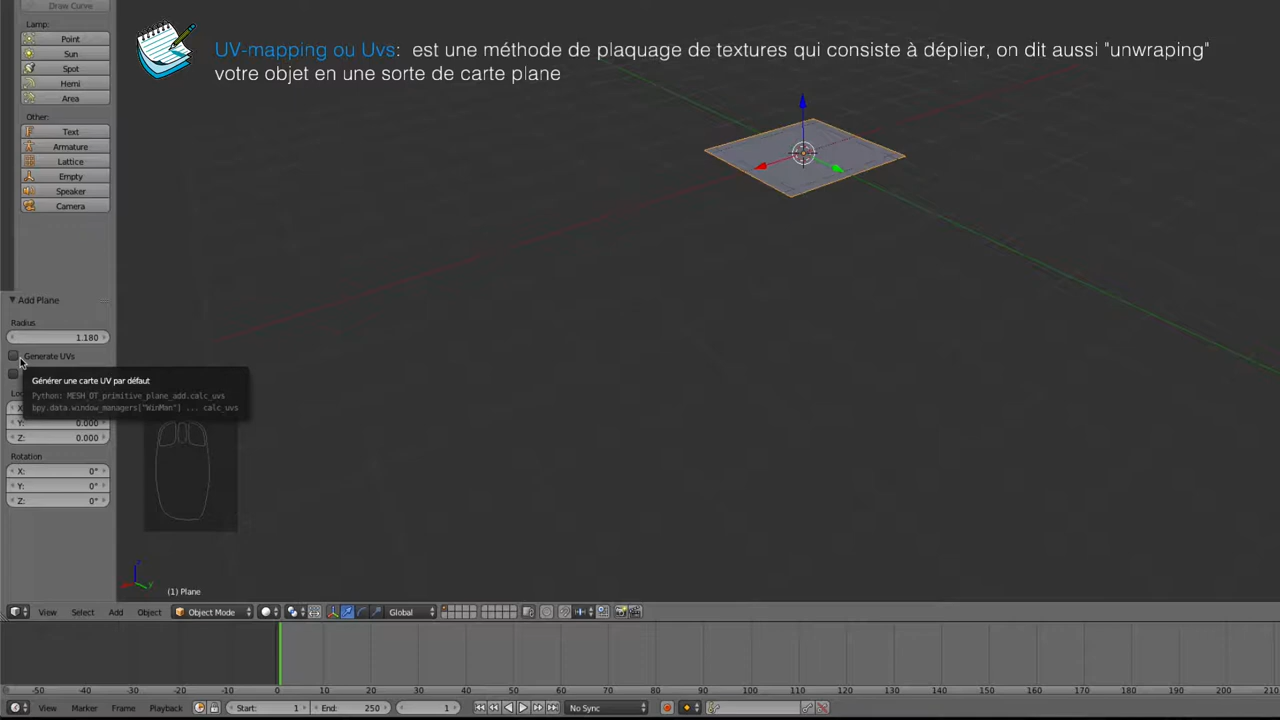 Draw Curve
UV-mapping ou Uvs: est une méthode de plaquage de textures qui consiste à déplier, on dit aussi "unwraping"
votre objet en une sorte de carte plane
Lamp:
Point
Sun
Spot
Hemi
Area
Other:
Text
Armature
Lattice
Empty
Speaker
Camera
Add Plane
Radius
1.180
Generate UVs
Générer une carte UV par défaut
Python: MESH_OT_primitive_plane_add.calc_uvs
bpy.data.window_managers["WinMan"] ... calc_uvs
Y: 0.000
Z: 0.000
Rotation
X: 0°
Y: 0°
Z: 0°
(1) Plane
View Select Add Object Object Mode Global
-50 -40 -30 -20 -10 0 10 20 30 40 50 60 70 80 90 100 110 120 130 140 150 160 170 180 190 200 210
View Marker Frame Playback Start: 1 End: 250 1 No Sync